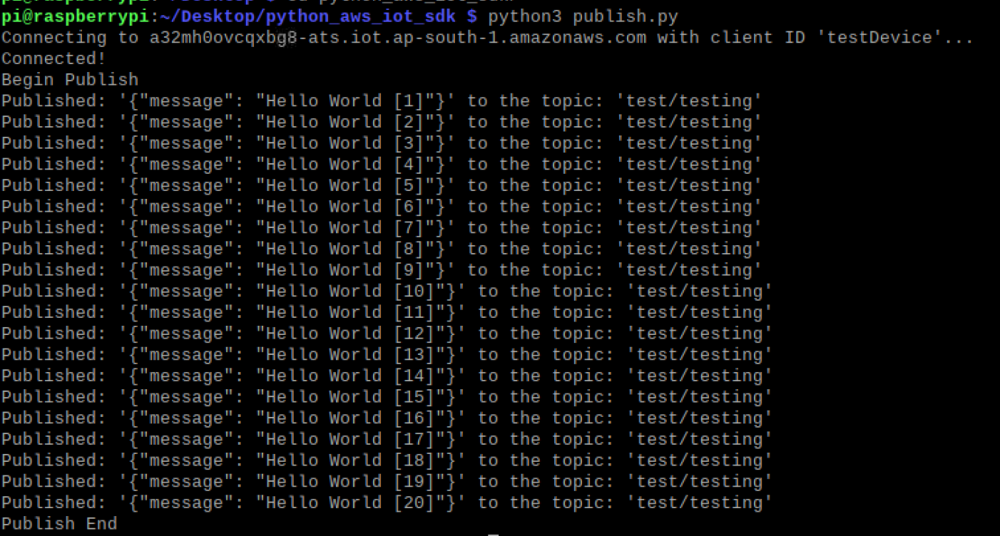 pi@raspberrypi:~/Desktop $ cd python_aws_iot_sdk
pi@raspberrypi:~/Desktop/python_aws_iot_sdk $ python3 publish.py
Connecting to a32mh0ovcqxbg8-ats.iot.ap-south-1.amazonaws.com with client ID 'testDevice'...
Connected!
Begin Publish
Published: '{"message": "Hello World [1]"}' to the topic: 'test/testing'
Published: '{"message": "Hello World [2]"}' to the topic: 'test/testing'
Published: '{"message": "Hello World [3]"}' to the topic: 'test/testing'
Published: '{"message": "Hello World [4]"}' to the topic: 'test/testing'
Published: '{"message": "Hello World [5]"}' to the topic: 'test/testing'
Published: '{"message": "Hello World [6]"}' to the topic: 'test/testing'
Published: '{"message": "Hello World [7]"}' to the topic: 'test/testing'
Published: '{"message": "Hello World [8]"}' to the topic: 'test/testing'
Published: '{"message": "Hello World [9]"}' to the topic: 'test/testing'
Published: '{"message": "Hello World [10]"}' to the topic: 'test/testing'
Published: '{"message": "Hello World [11]"}' to the topic: 'test/testing'
Published: '{"message": "Hello World [12]"}' to the topic: 'test/testing'
Published: '{"message": "Hello World [13]"}' to the topic: 'test/testing'
Published: '{"message": "Hello World [14]"}' to the topic: 'test/testing'
Published: '{"message": "Hello World [15]"}' to the topic: 'test/testing'
Published: '{"message": "Hello World [16]"}' to the topic: 'test/testing'
Published: '{"message": "Hello World [17]"}' to the topic: 'test/testing'
Published: '{"message": "Hello World [18]"}' to the topic: 'test/testing'
Published: '{"message": "Hello World [19]"}' to the topic: 'test/testing'
Published: '{"message": "Hello World [20]"}' to the topic: 'test/testing'
Publish End